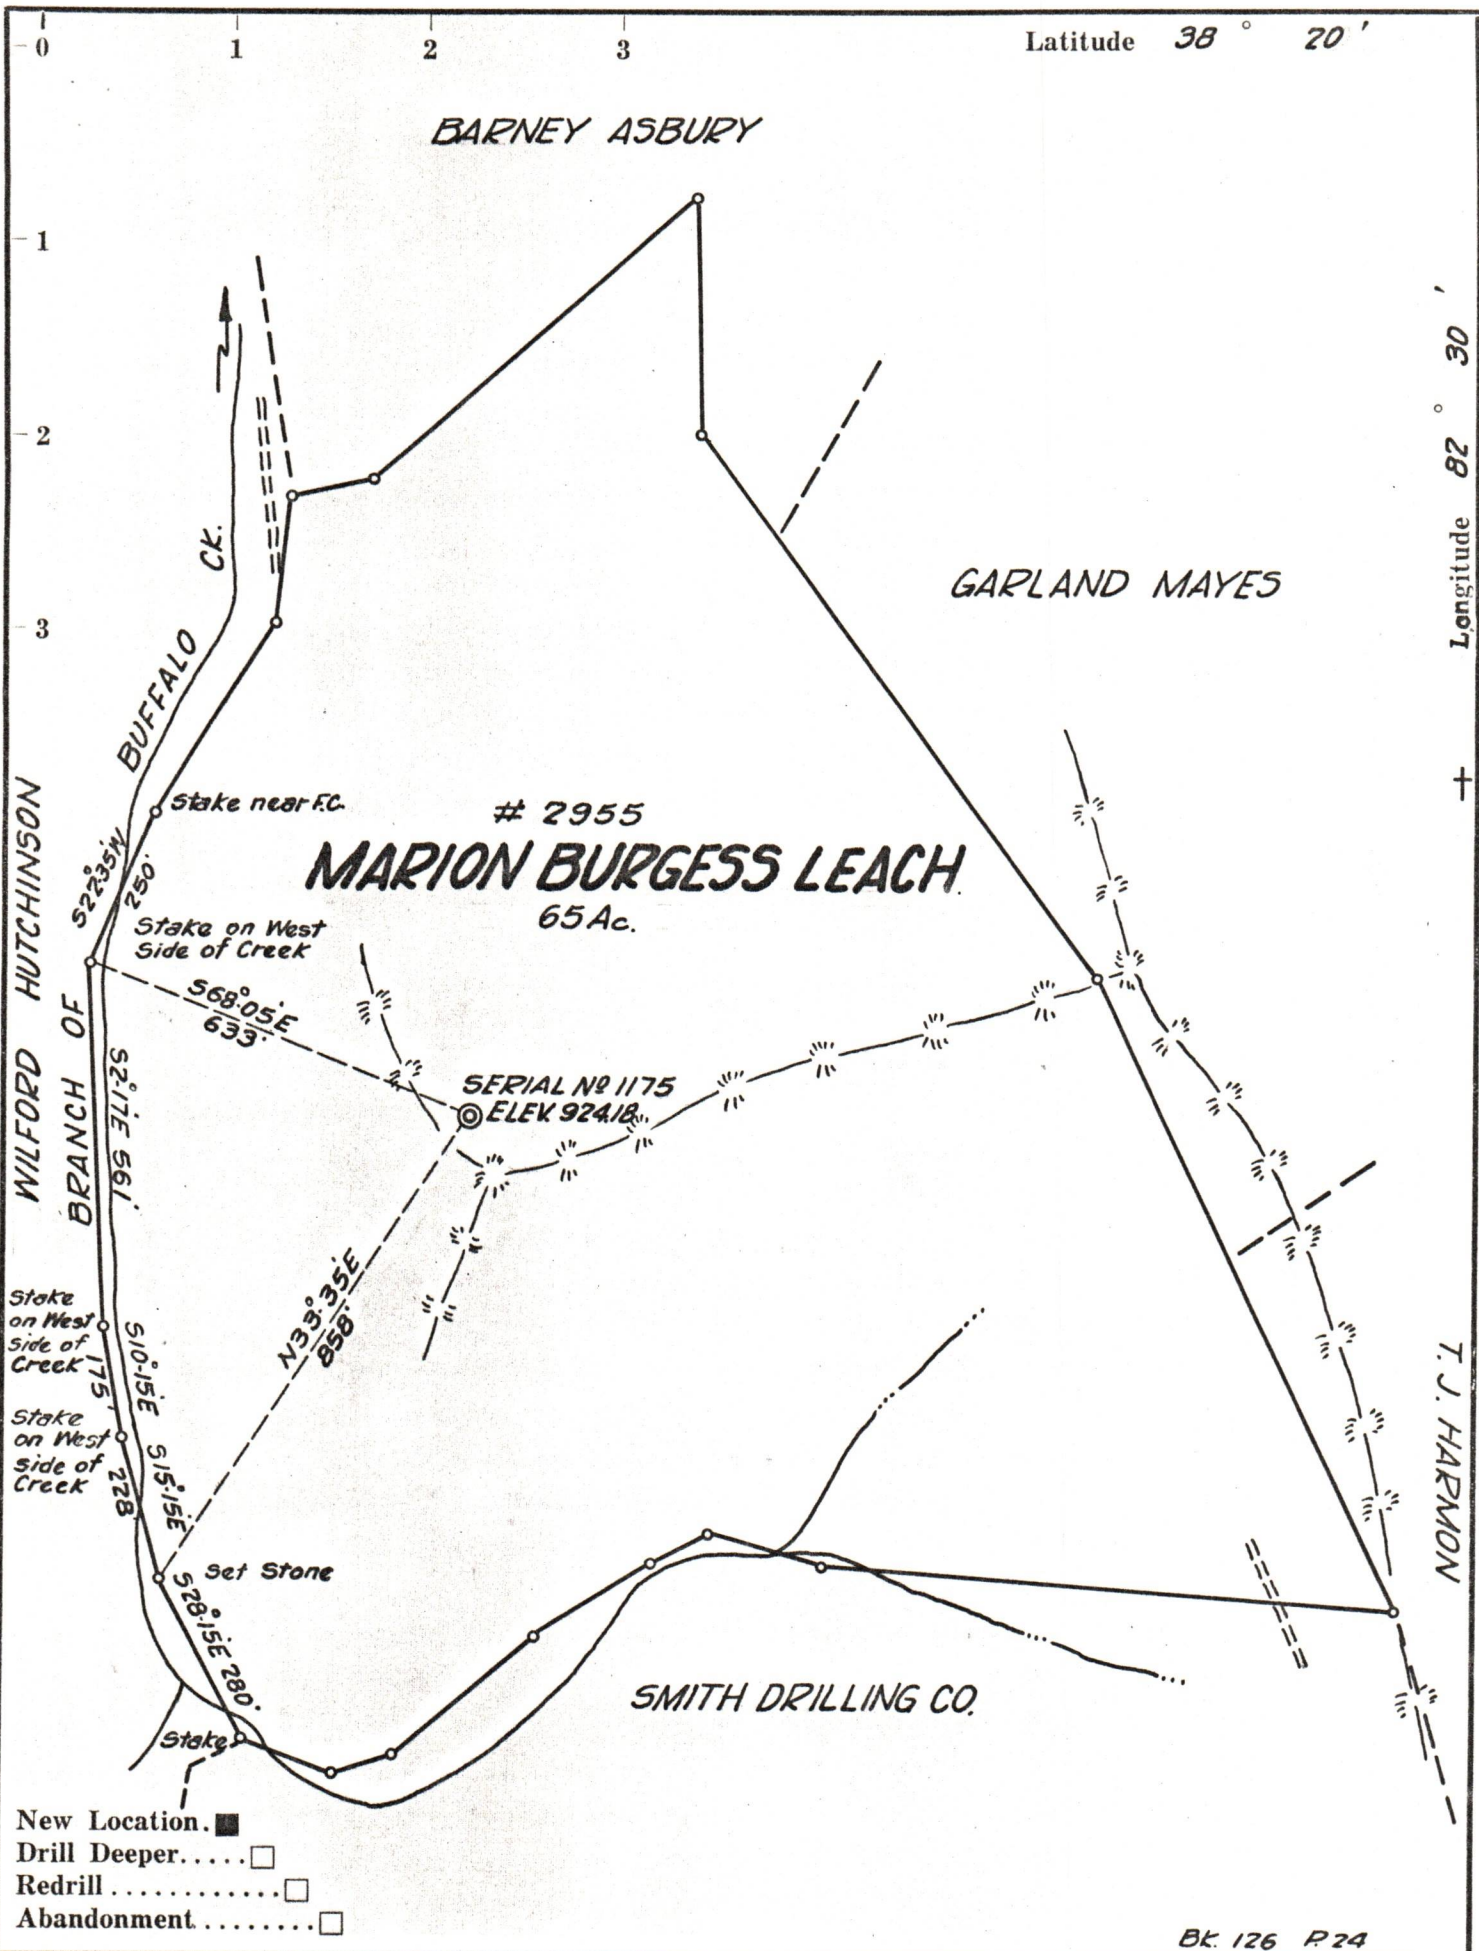 0 1 2 3 Latitude 38° 20'
BARNEY ASBURY
1
2
3
Longitude 82° 30'
CK.
BUFFALO
GARLAND MAYES
Stake near F.C.
# 2955
MARION BURGESS LEACH
65 Ac.
WILFORD HUTCHINSON
S22°35'W
250'
Stake on West
Side of Creek
S68°05'E
633'
BRANCH OF
S2°17'E 561'
SERIAL Nº 1175
ELEV. 924.18
N33°35'E
858'
Stake
on West
side of
Creek
S10°15'E
175'
Stake
on West
side of
Creek
S15°15'E
228'
T. J. HARMON
Set Stone
S28°15'E 280'
SMITH DRILLING CO.
Stake
New Location. ■
Drill Deeper..... □
Redrill ............ □
Abandonment ........ □
BK. 126 P. 24